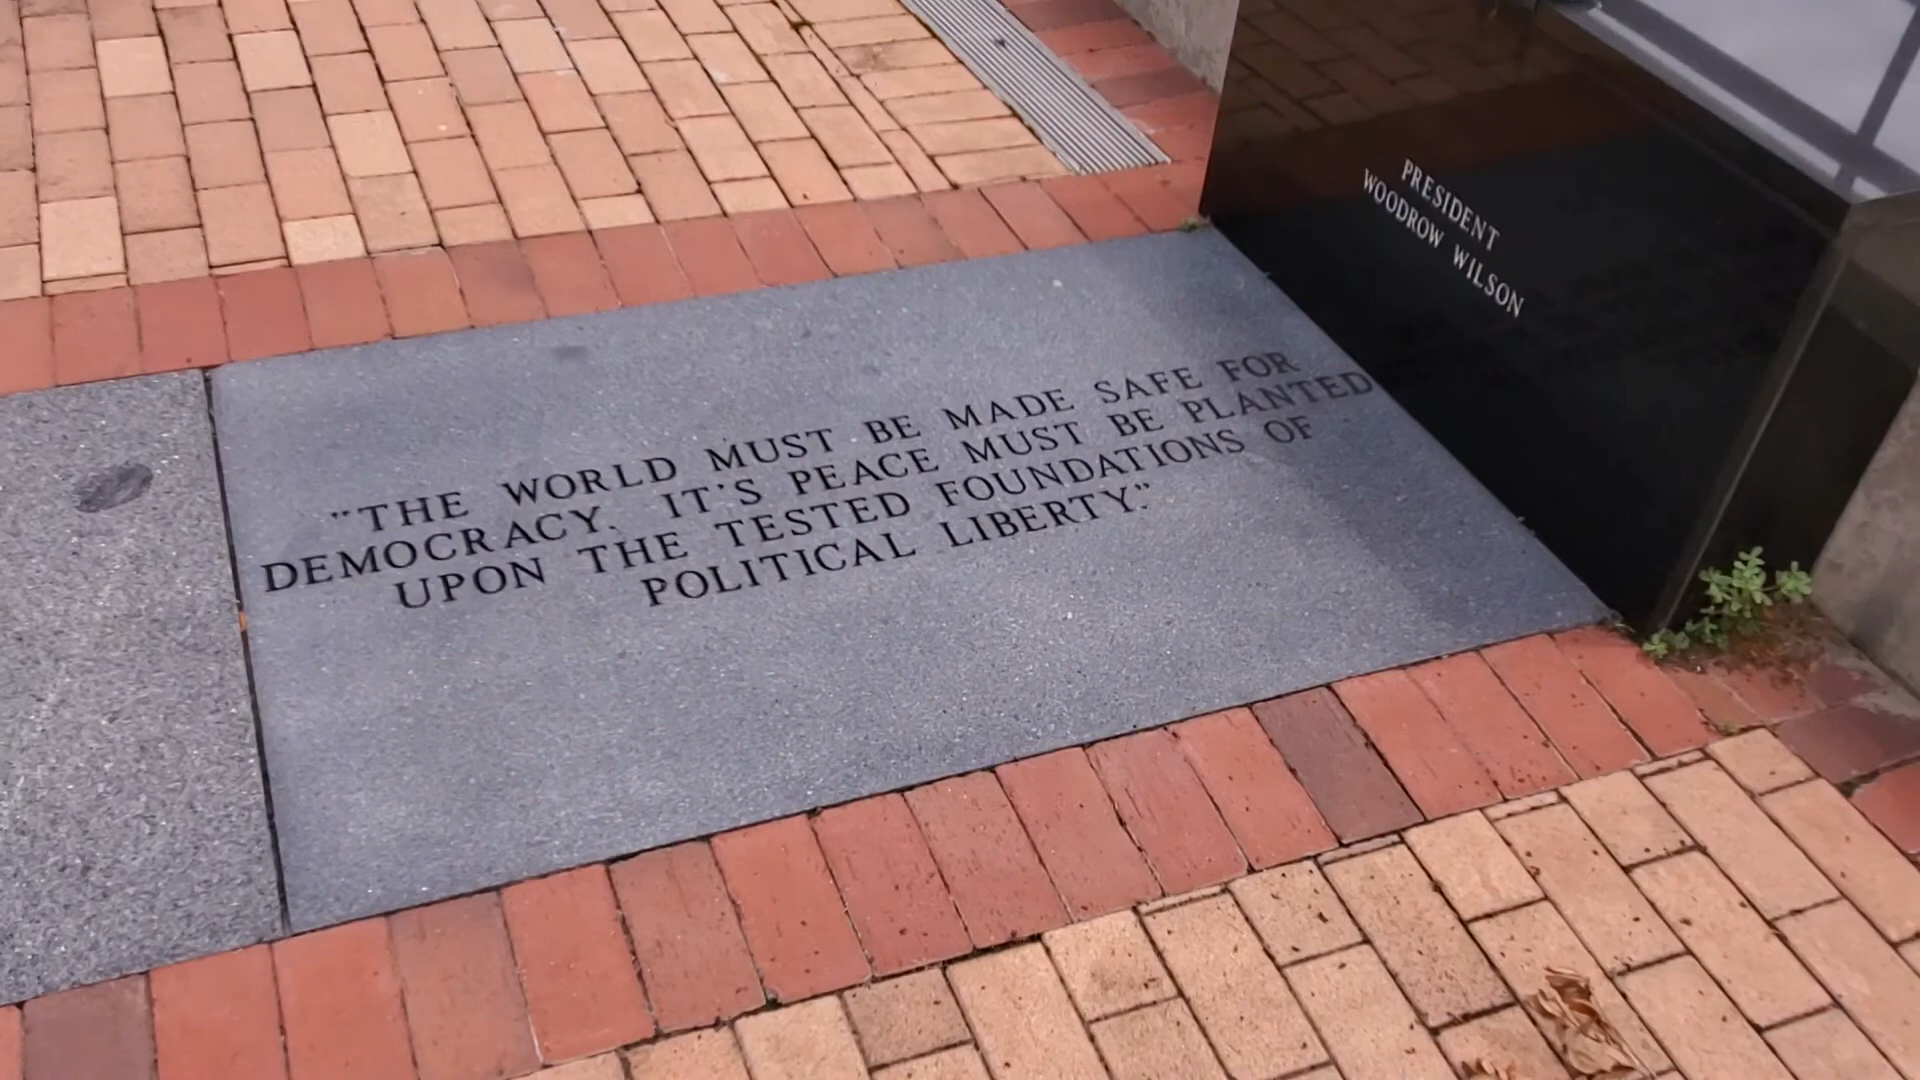 "THE WORLD MUST BE MADE SAFE FOR
DEMOCRACY. IT'S PEACE MUST BE PLANTED
UPON THE TESTED FOUNDATIONS OF
POLITICAL LIBERTY."
PRESIDENT
WOODROW WILSON